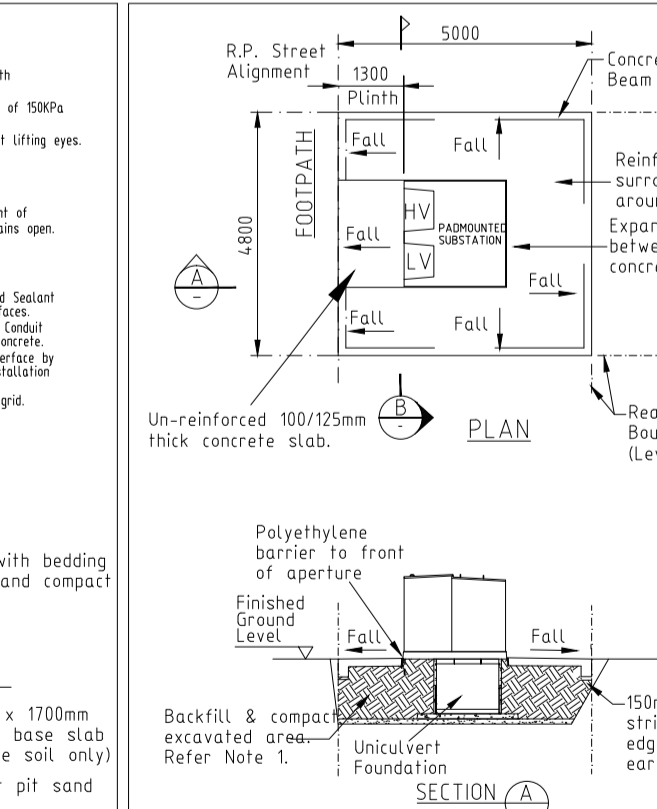 th
of 150KPa
t lifting eyes.
nt of
ains open.
d Sealant
faces.
Conduit
oncrete.
erface by
stallation
grid.
with bedding
and compact
x 1700mm
base slab
e soil only)
pit sand
5000
R.P. Street
Alignment
1300
Plinth
Concre
Beam
FOOTPATH
4800
Fall
Fall
Reinf
surro
aroun
HV
PADMOUNTED
SUBSTATION
LV
Fall
Expan
betwe
concre
Fall
A
-
Fall
Fall
Un-reinforced 100/125mm
thick concrete slab.
B
-
PLAN
Rea
Bou
(Lev
Polyethylene
barrier to front
of aperture
Finished
Ground
Level
Fall
Fall
Backfill & compact
excavated area.
Refer Note 1.
Uniculvert
Foundation
150m
stri
edg
ear
SECTION A